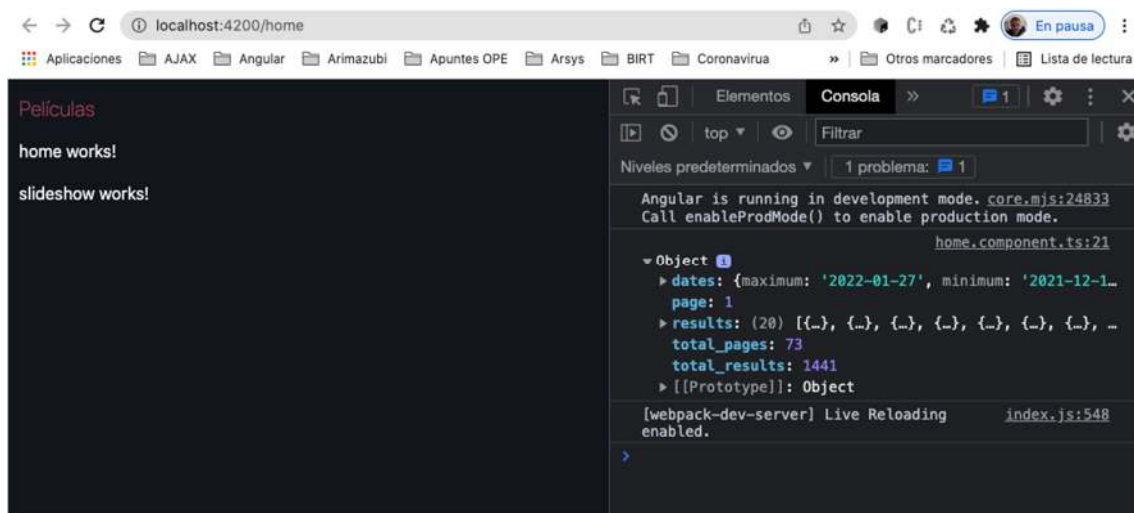 localhost:4200/home
En pausa
Aplicaciones AJAX Angular Arimazubi Apuntes OPE Arsys BIRT Coronavirua » Otros marcadores Lista de lectura
Películas
home works!
slideshow works!
Elementos Consola » 1
top Filtrar
Niveles predeterminados 1 problema: 1
Angular is running in development mode. core.mjs:24833
Call enableProdMode() to enable production mode.
home.component.ts:21
Object i
dates: {maximum: '2022-01-27', minimum: '2021-12-1…
page: 1
results: (20) [{…}, {…}, {…}, {…}, {…}, {…}, {…}, …
total_pages: 73
total_results: 1441
[[Prototype]]: Object
[webpack-dev-server] Live Reloading index.js:548
enabled.